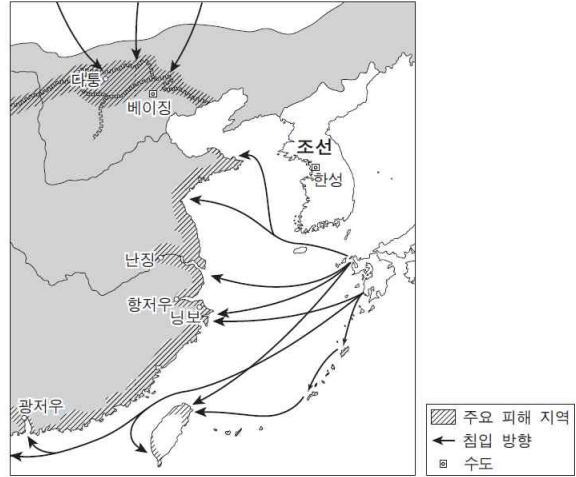 다퉁
베이징
조선
한성
난징
항저우
닝보
광저우
주요 피해 지역
침입 방향
수도